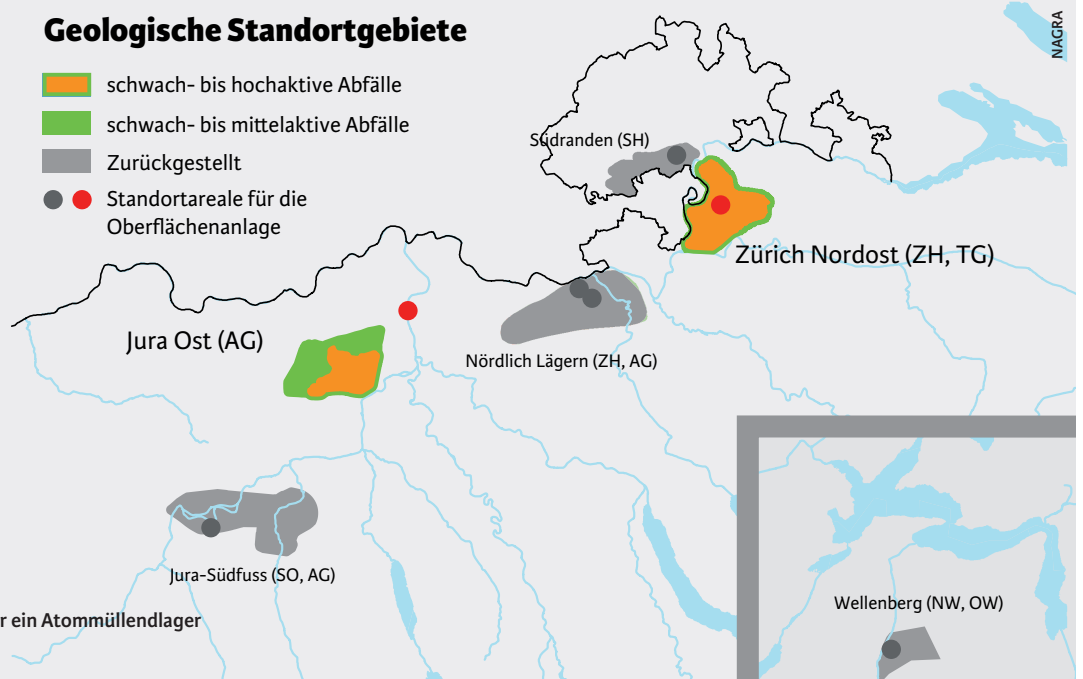 Geologische Standortgebiete
NAGRA
schwach- bis hochaktive Abfälle
schwach- bis mittelaktive Abfälle
Zurückgestellt
Standortareale für die
Oberflächenanlage
Südranden (SH)
Zürich Nordost (ZH, TG)
Jura Ost (AG)
Nördlich Lägern (ZH, AG)
Jura-Südfuss (SO, AG)
Wellenberg (NW, OW)
r ein Atommüllendlager